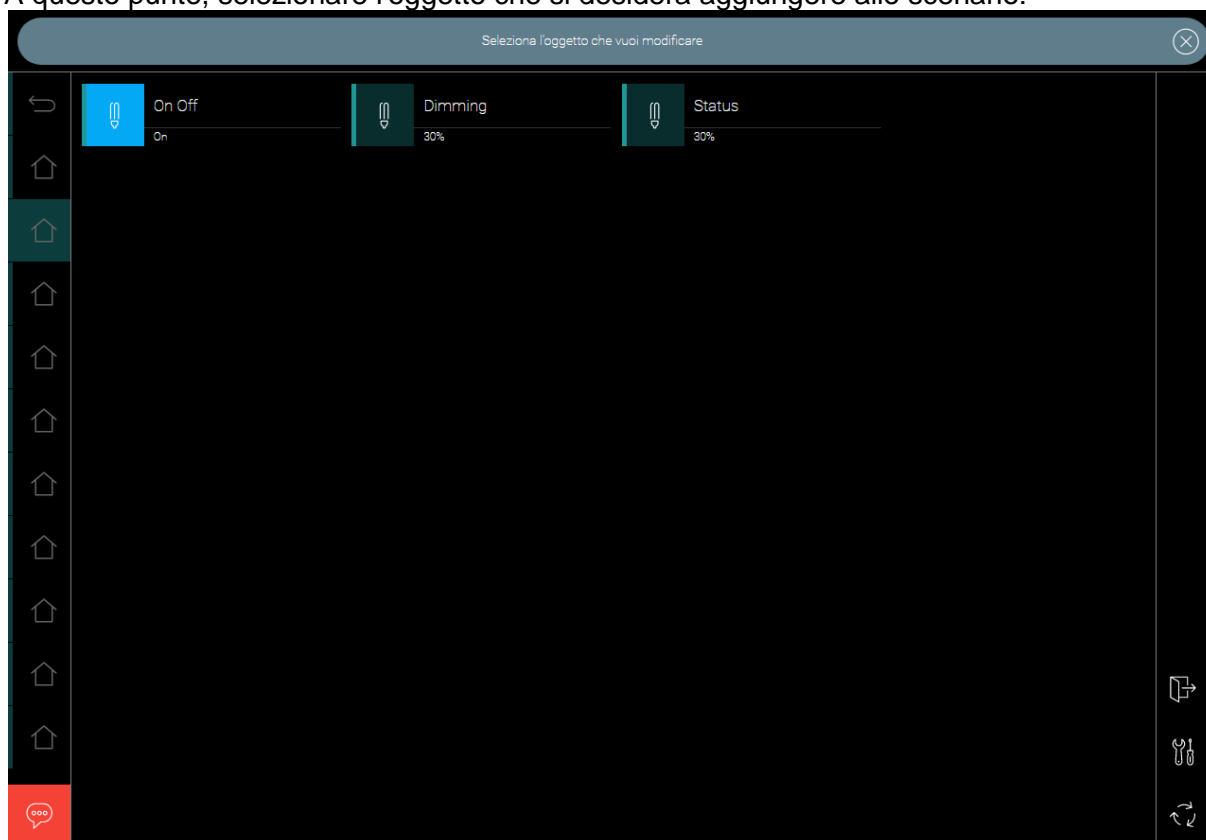 A questo punto, selezionare l'oggetto che si desidera aggiungere allo scenario.
Seleziona l'oggetto che vuoi modificare
On Off
On
Dimming
30%
Status
30%